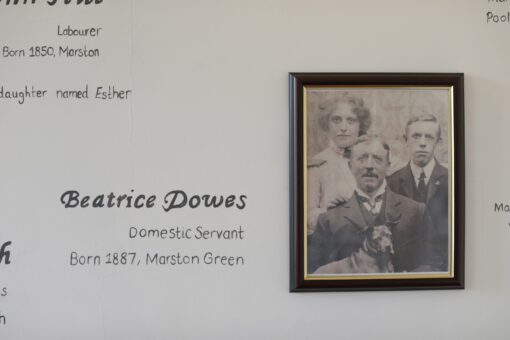 Labourer
Born 1850, Marston
daughter named Esther
Beatrice Dowes
Domestic Servant
Born 1887, Marston Green
Pool